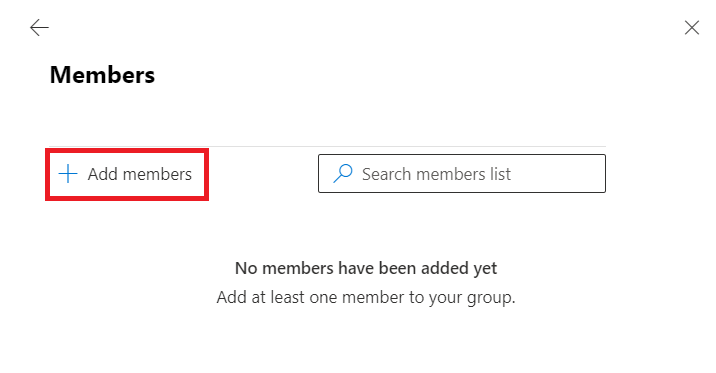 Members
Add members
Search members list
No members have been added yet
Add at least one member to your group.